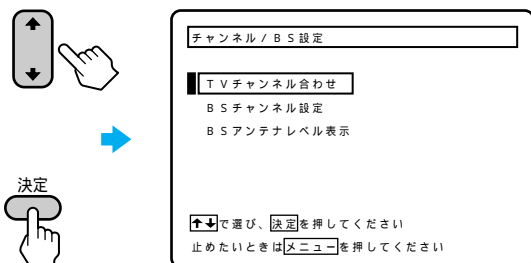 決定
チャンネル/BS設定
TVチャンネル合わせ
BSチャンネル設定
BSアンテナレベル表示
↑↓で選び、決定を押してください
止めたいときはメニューを押してください